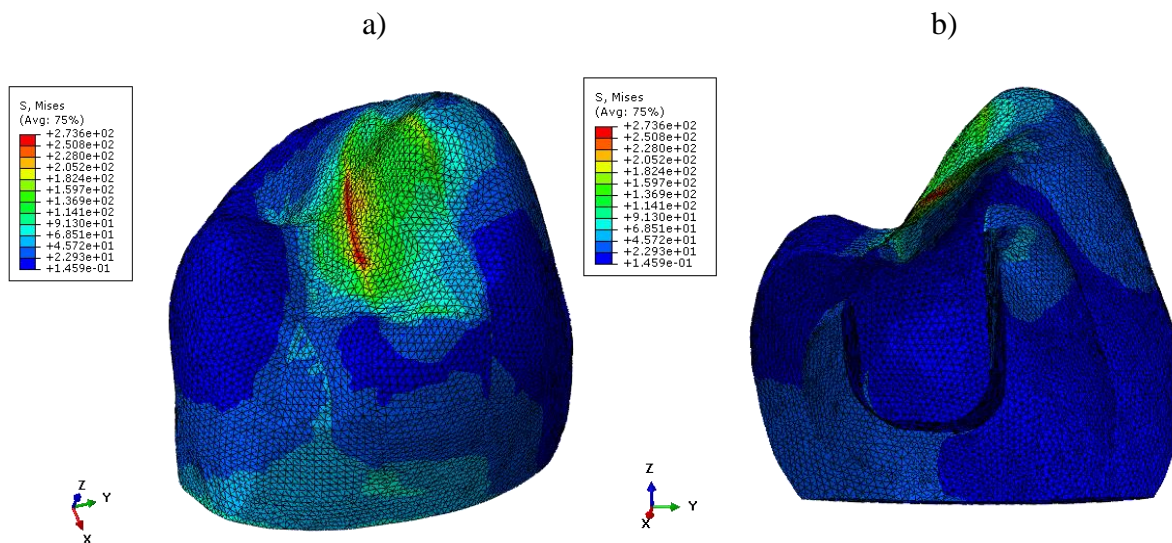 a)
b)
S, Mises
(Avg: 75%)
+2.736e+02
+2.508e+02
+2.280e+02
+2.052e+02
+1.824e+02
+1.597e+02
+1.369e+02
+1.141e+02
+9.130e+01
+6.851e+01
+4.572e+01
+2.293e+01
+1.459e-01
S, Mises
(Avg: 75%)
+2.736e+02
+2.508e+02
+2.280e+02
+2.052e+02
+1.824e+02
+1.597e+02
+1.369e+02
+1.141e+02
+9.130e+01
+6.851e+01
+4.572e+01
+2.293e+01
+1.459e-01
Z
Y
X
Z
Y
X